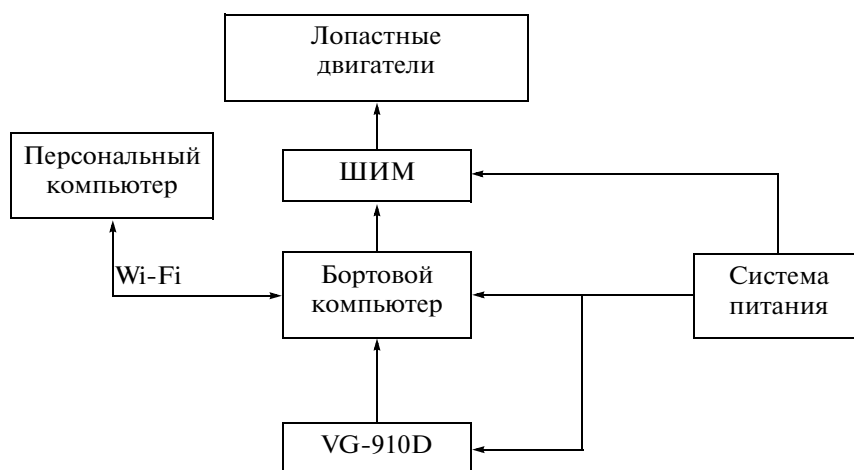 Лопастные
двигатели
Персональный
компьютер
ШИМ
Wi-Fi
Бортовой
компьютер
Система
питания
VG-910D